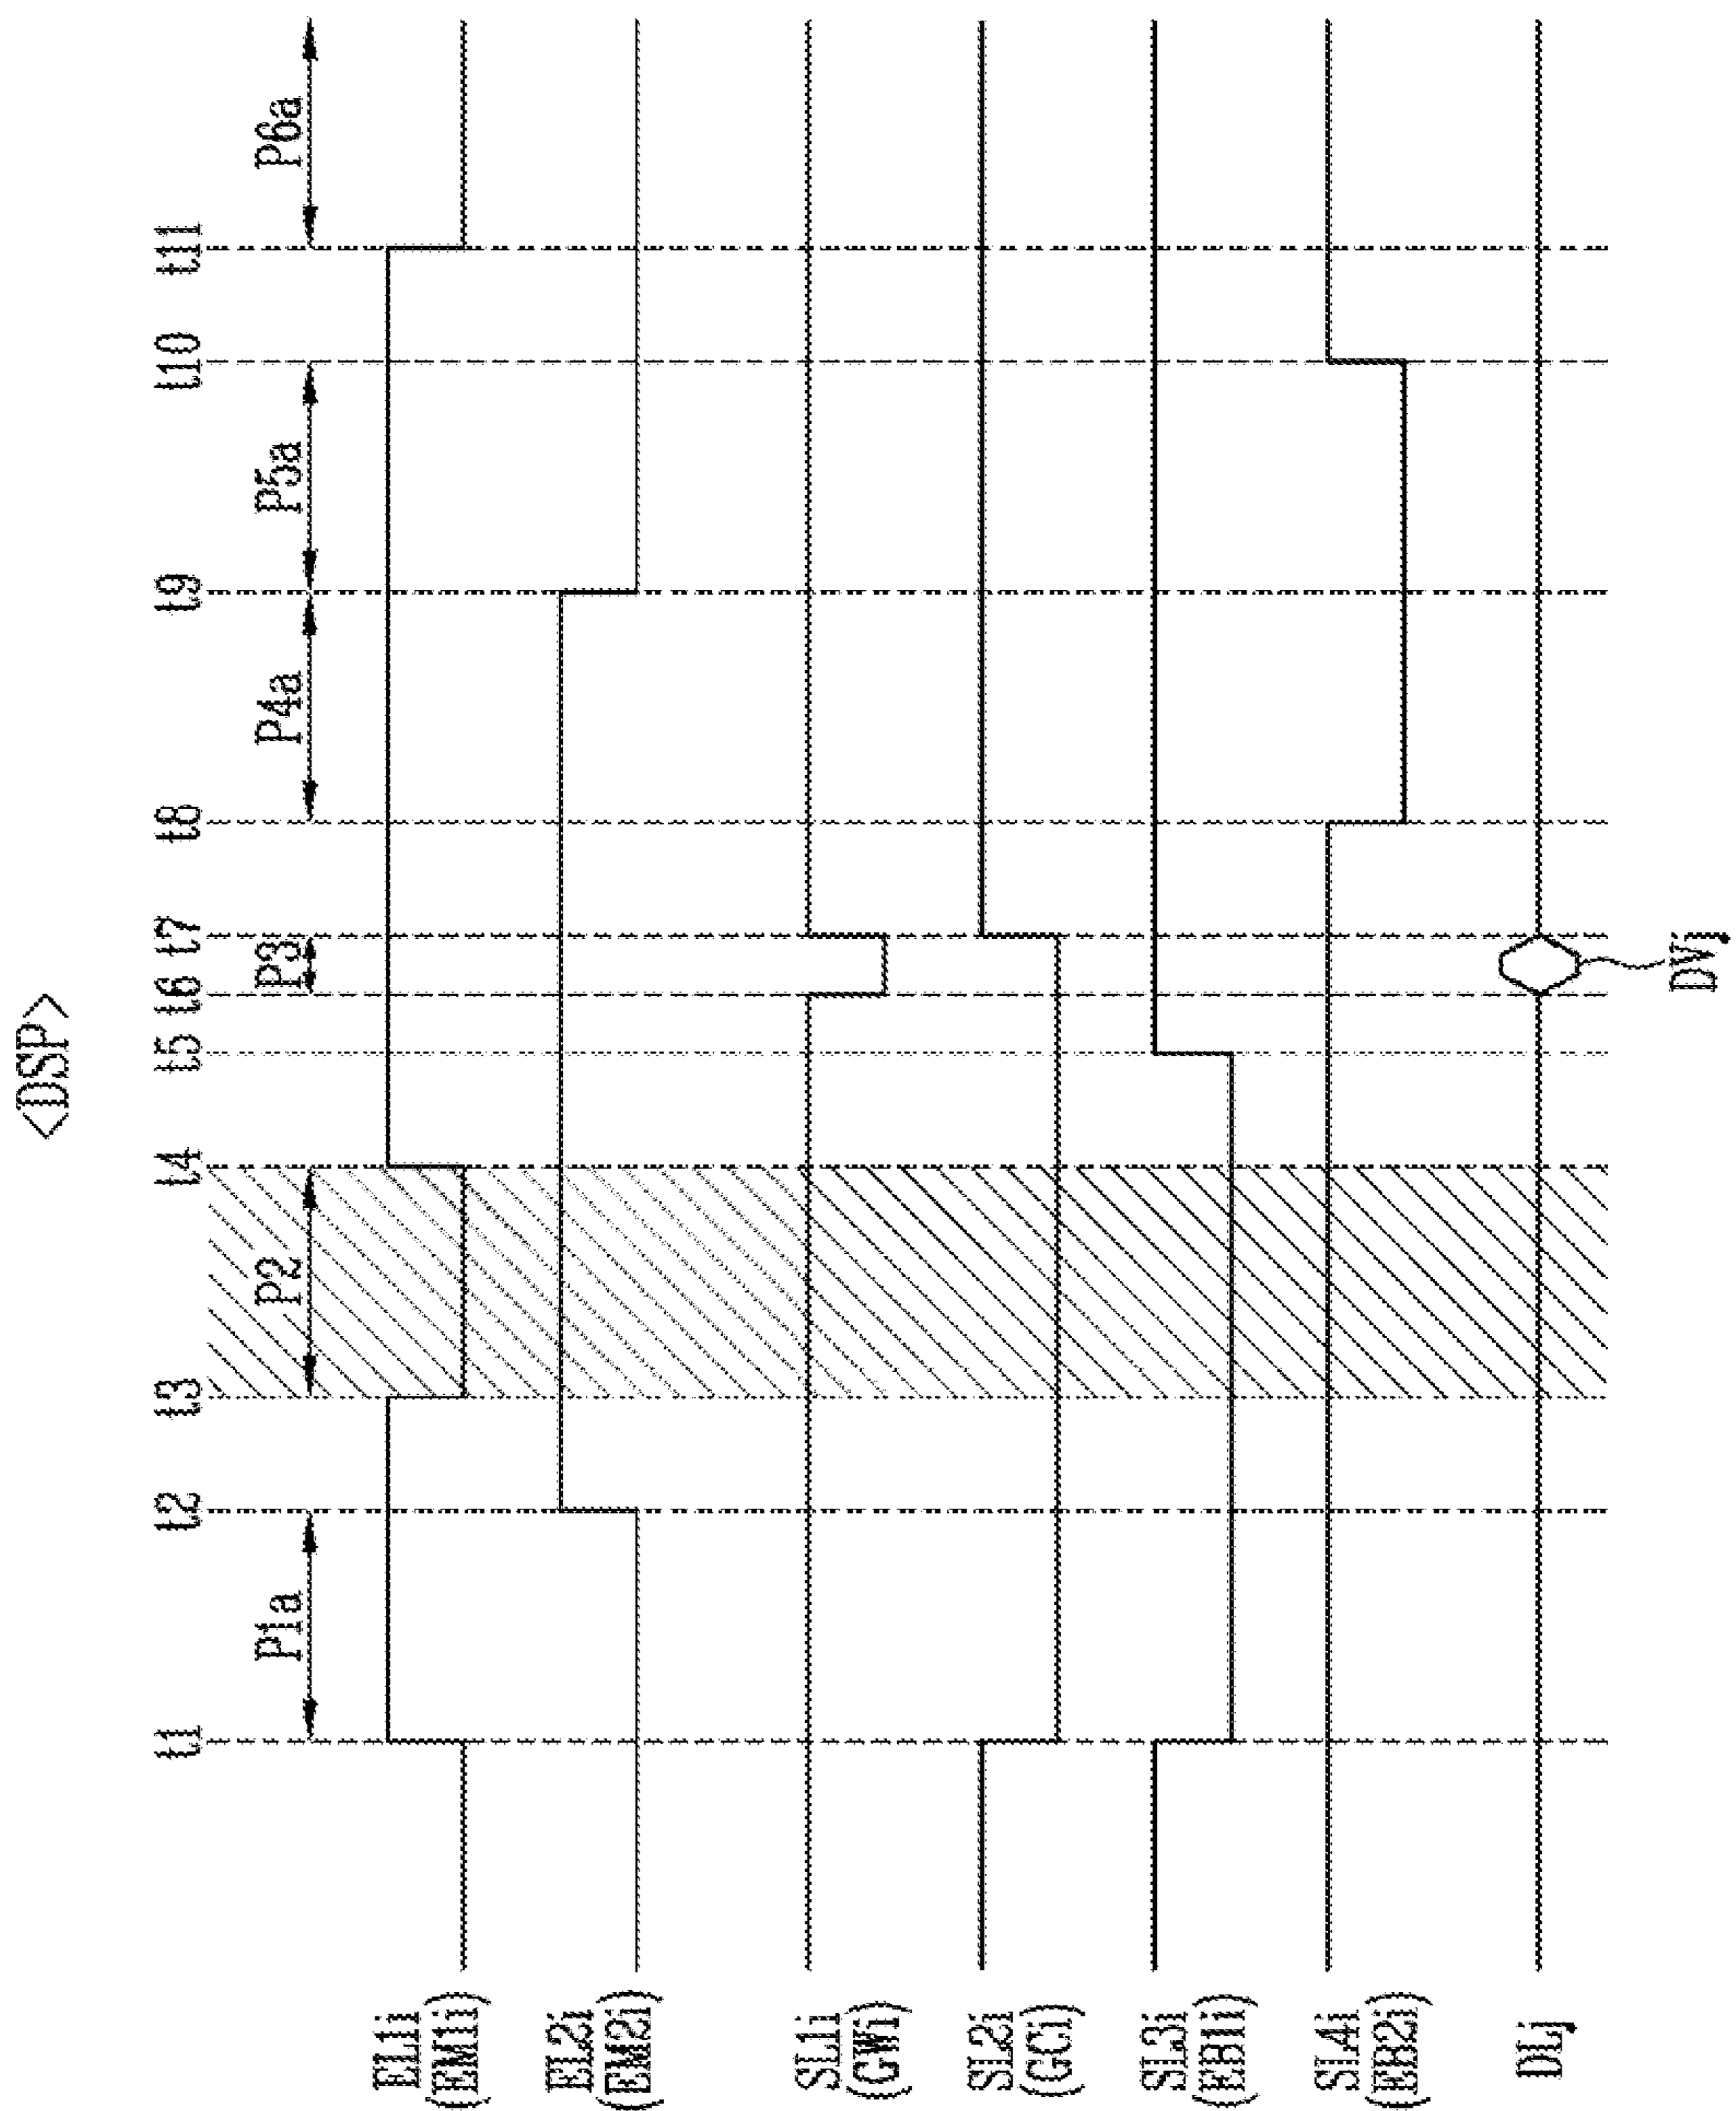 <DSP>
t1 t2 t3 t4 t5 t6 t7 t8 t9 t10 t11
P1a P2 P3 P4a P5a P6a
EL1i
(EM1i)
EL2i
(EM2i)
SL1i
(GWi)
SL2i
(GCi)
SL3i
(EB1i)
SL4i
(EB2i)
DLj
DVj